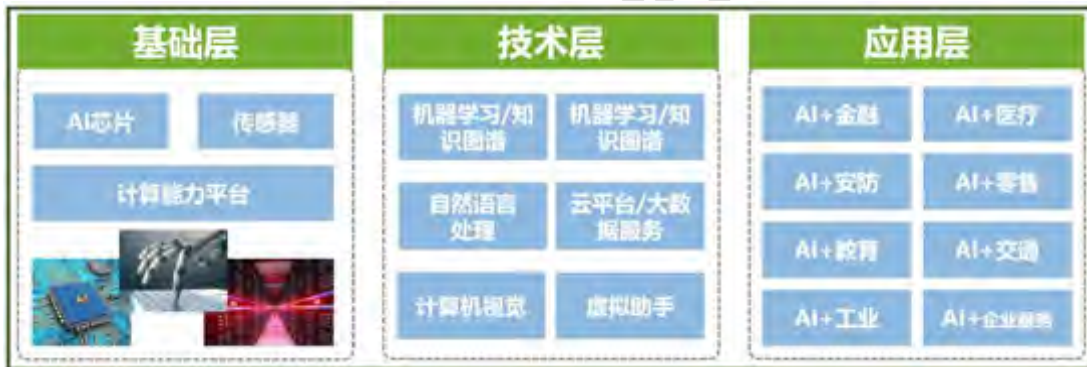 基础层
AI芯片
传感器
计算能力平台
技术层
机器学习/知
识图谱
机器学习/知
识图谱
自然语言
处理
云平台/大数
据服务
计算机视觉
虚拟助手
应用层
AI+金融
AI+医疗
AI+安防
AI+零售
AI+教育
AI+交通
AI+工业
AI+企业服务